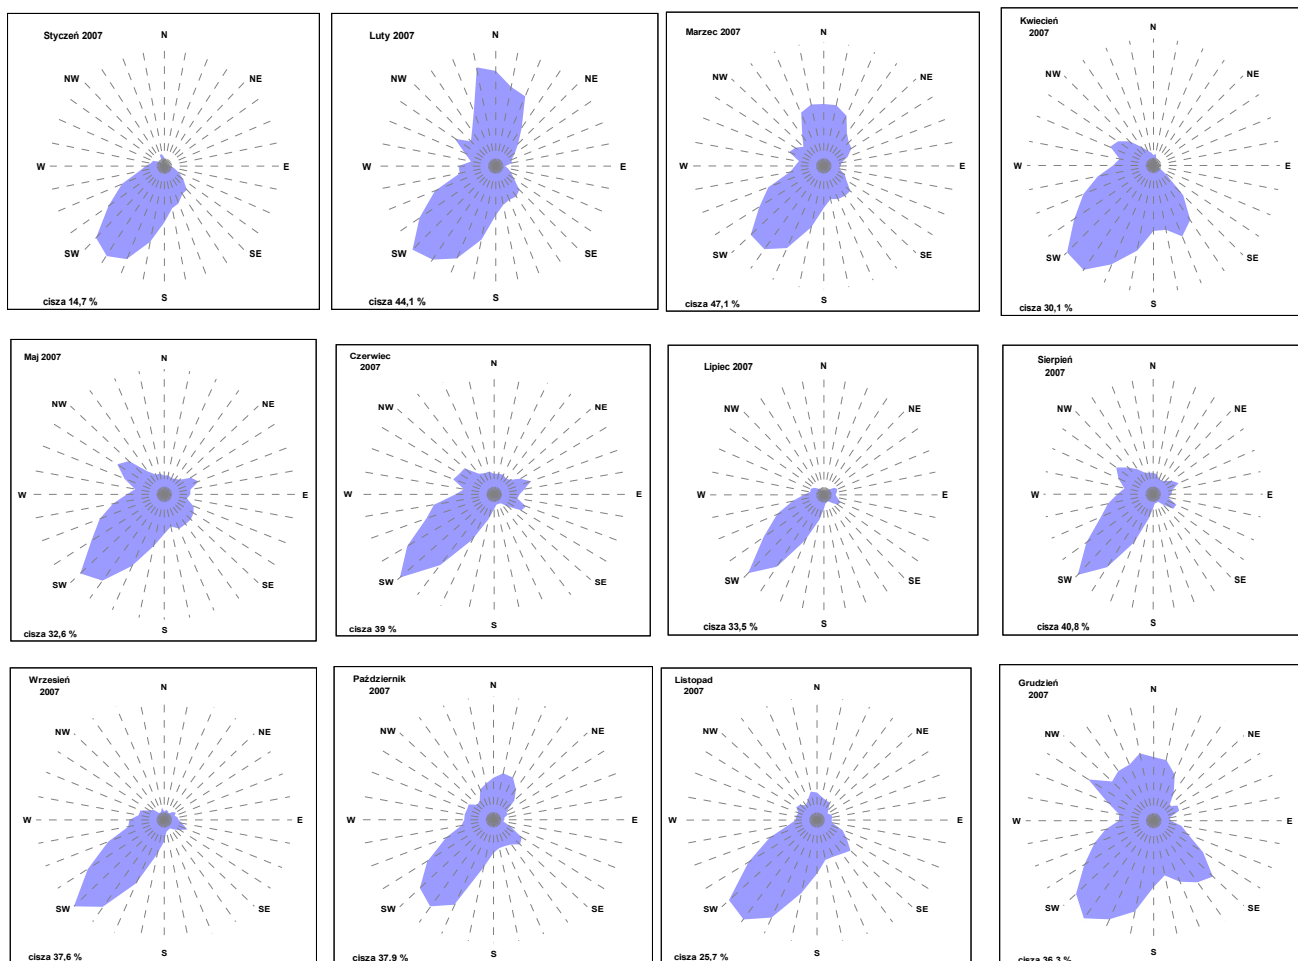 Styczeń 2007
N
NW
NE
W
E
SW
SE
S
cisza 14,7 %
Luty 2007
N
NW
NE
W
E
SW
SE
S
cisza 44,1 %
Marzec 2007
N
NW
NE
W
E
SW
SE
S
cisza 47,1 %
Kwiecień
2007
N
NW
NE
W
E
SW
SE
S
cisza 30,1 %
Maj 2007
N
NW
NE
W
E
SW
SE
S
cisza 32,6 %
Czerwiec
2007
N
NW
NE
W
E
SW
SE
S
cisza 39 %
Lipiec 2007
N
NW
NE
W
E
SW
SE
S
cisza 33,5 %
Sierpień
2007
N
NW
NE
W
E
SW
SE
S
cisza 40,8 %
Wrzesień
2007
N
NW
NE
W
E
SW
SE
S
cisza 37,6 %
Październik
2007
N
NW
NE
W
E
SW
SE
S
cisza 37,9 %
Listopad
2007
N
NW
NE
W
E
SW
SE
S
cisza 25,7 %
Grudzień
2007
N
NW
NE
W
E
SW
SE
S
cisza 36,3 %